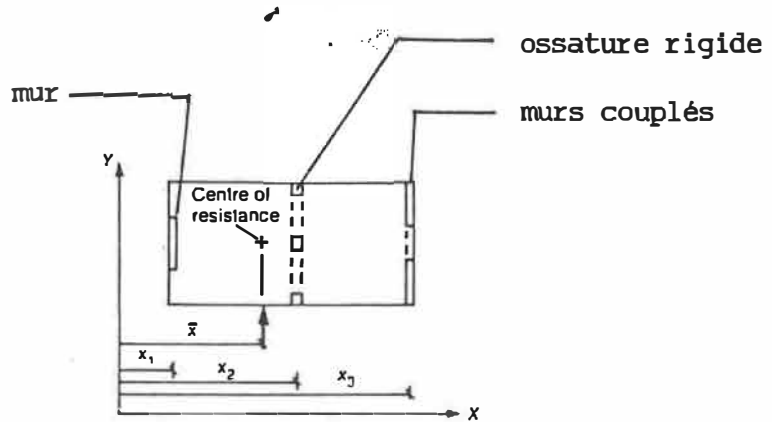 ossature rigide
mur
murs couplés
Y
Centre of
resistance
x̄
x₁
x₂
x₃
X